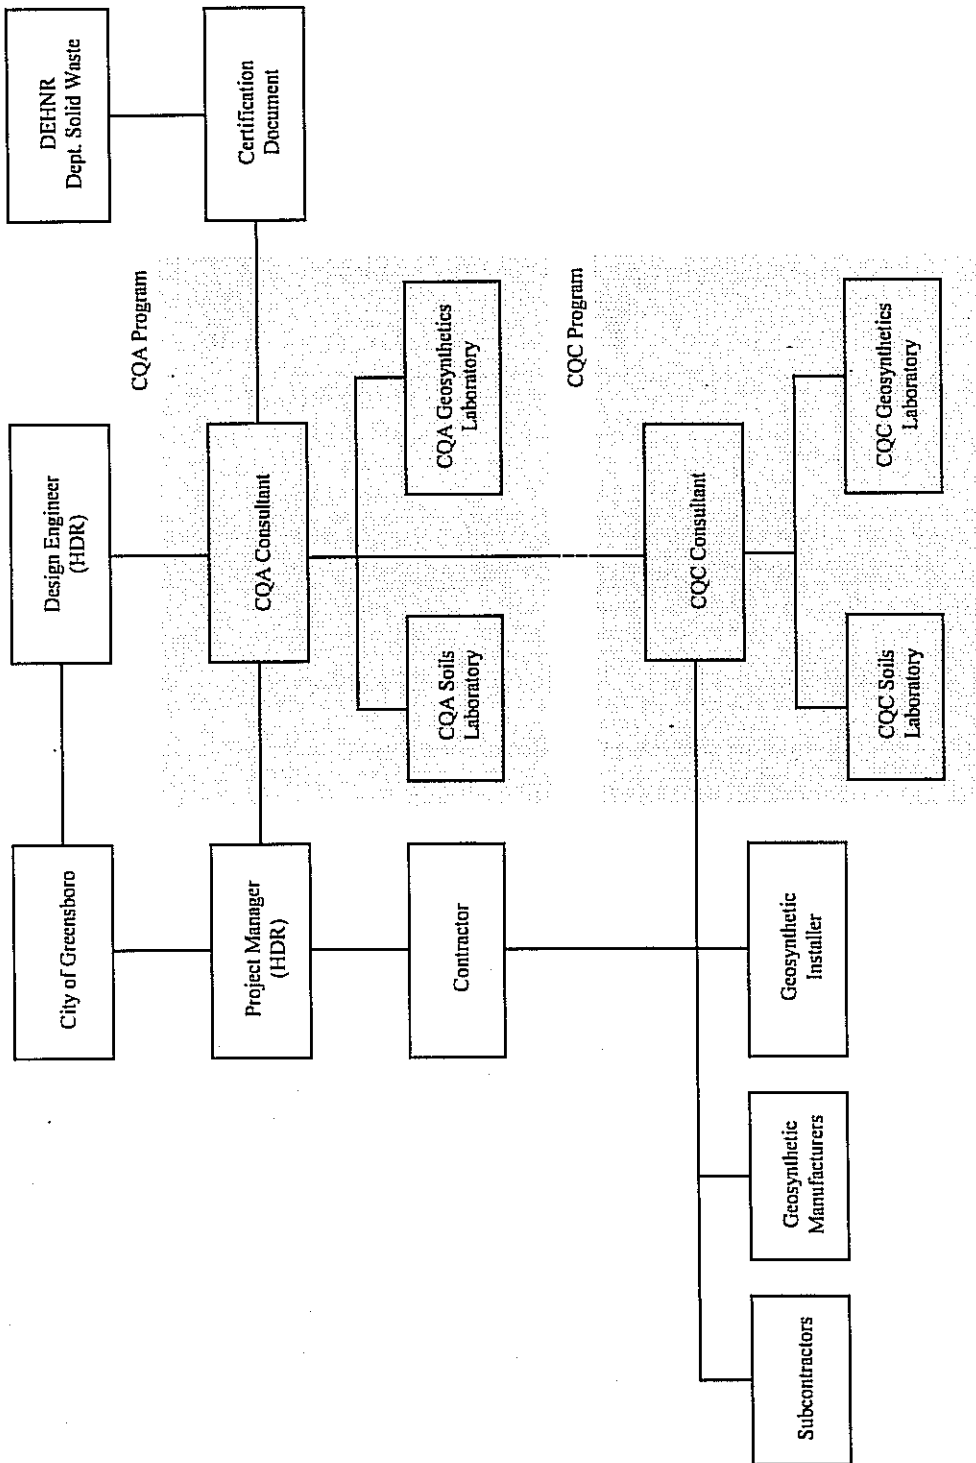 City of Greensboro
Design Engineer
(HDR)
DEHNR
Dept. Solid Waste
Project Manager
(HDR)
CQA Consultant
Certification
Document
CQA Program
Contractor
CQA Soils
Laboratory
CQA Geosynthetics
Laboratory
CQC Program
CQC Consultant
Subcontractors
Geosynthetic
Manufacturers
Geosynthetic
Installer
CQC Soils
Laboratory
CQC Geosynthetics
Laboratory